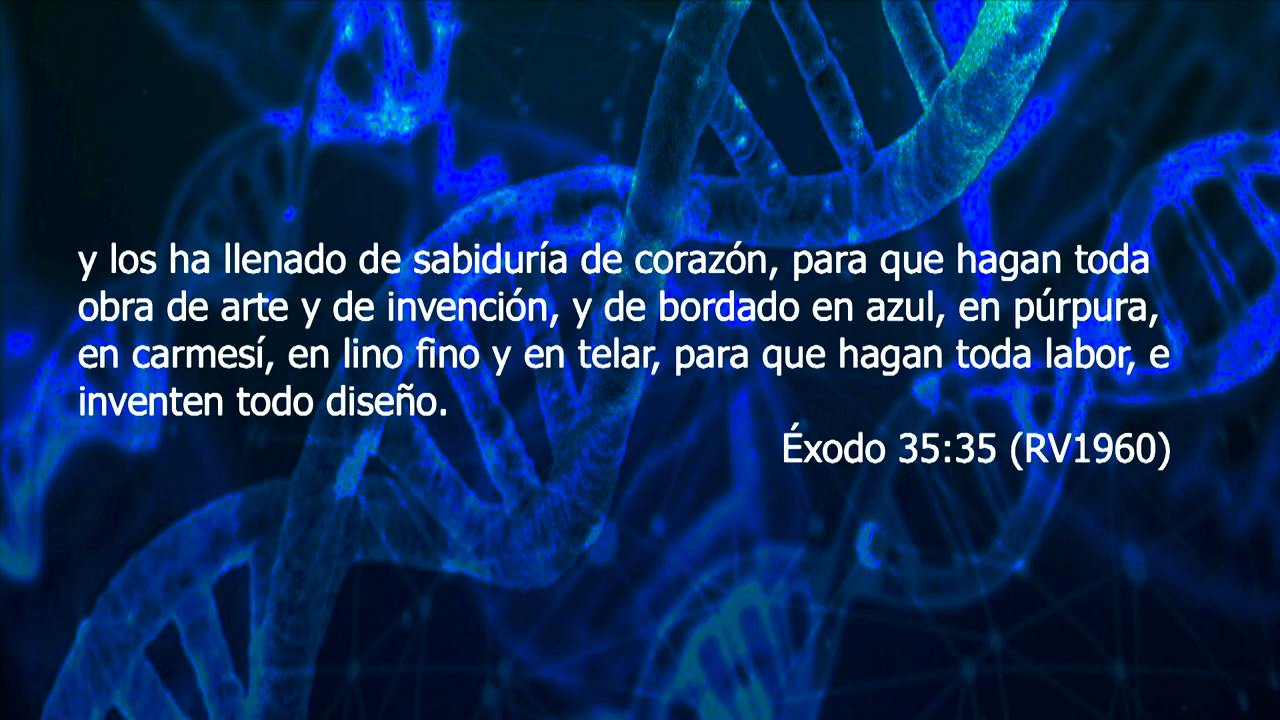 y los ha llenado de sabiduría de corazón, para que hagan toda
obra de arte y de invención, y de bordado en azul, en púrpura,
en carmesí, en lino fino y en telar, para que hagan toda labor, e
inventen todo diseño.
Éxodo 35:35 (RV1960)